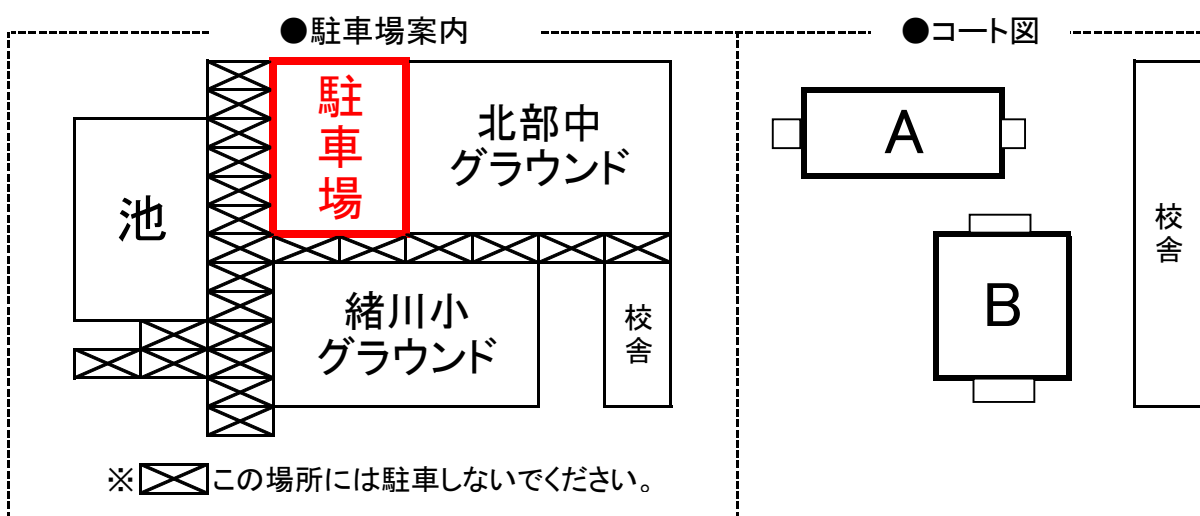 ●駐車場案内
駐車場
北部中
グラウンド
池
緒川小
グラウンド
校舎
※この場所には駐車しないでください。
●コート図
A
B
校舎